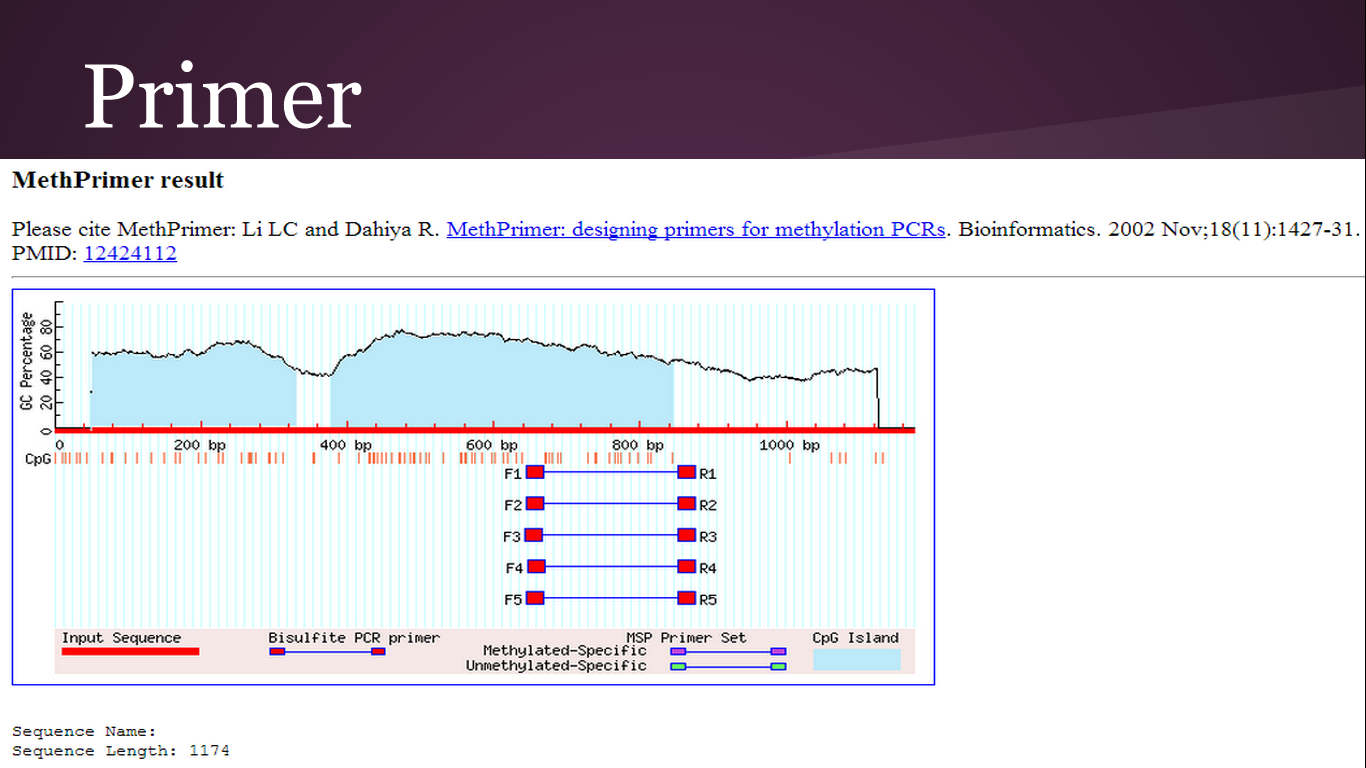 Primer
MethPrimer result
Please cite MethPrimer: Li LC and Dahiya R. MethPrimer: designing primers for methylation PCRs. Bioinformatics. 2002 Nov;18(11):1427-31.
PMID: 12424112
GC Percentage
80
60
40
20
0
0 200 bp 400 bp 600 bp 800 bp 1000 bp
CpG
F1 R1
F2 R2
F3 R3
F4 R4
F5 R5
Input Sequence Bisulfite PCR primer MSP Primer Set CpG Island
Methylated-Specific
Unmethylated-Specific
Sequence Name:
Sequence Length: 1174